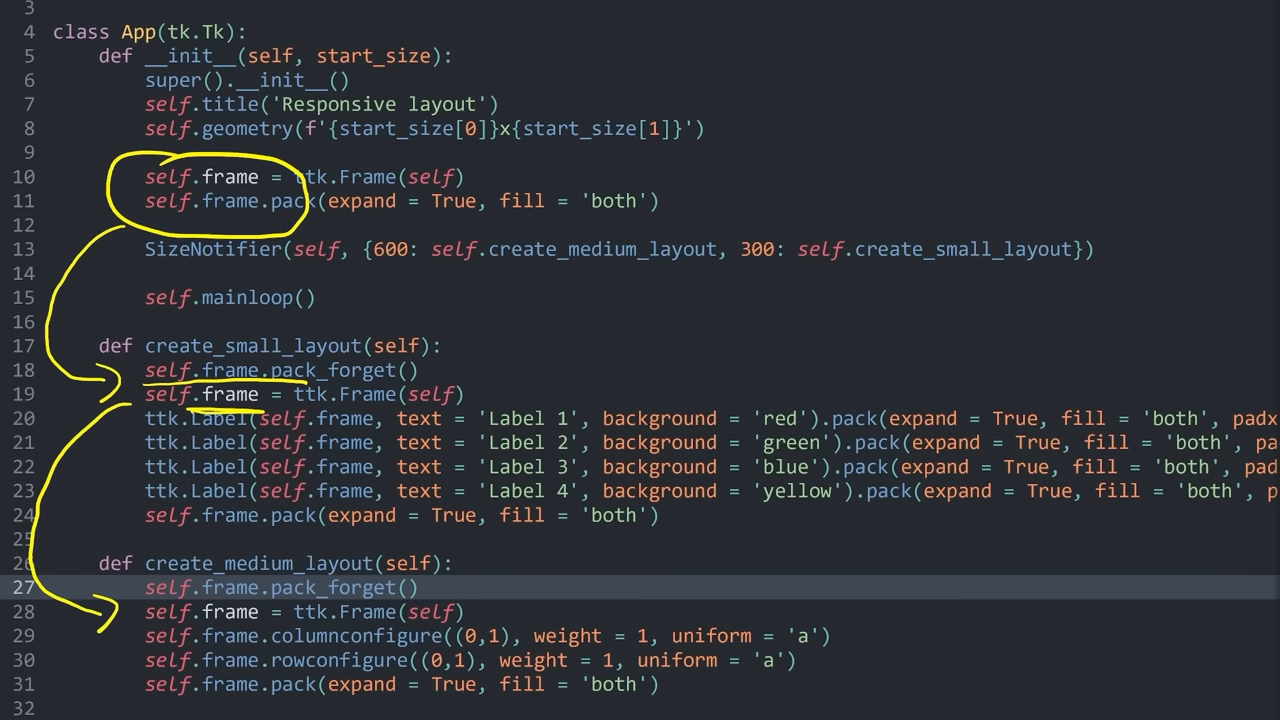 3
4 class App(tk.Tk):
5     def __init__(self, start_size):
6         super().__init__()
7         self.title('Responsive layout')
8         self.geometry(f'{start_size[0]}x{start_size[1]}')
9
10         self.frame = ttk.Frame(self)
11         self.frame.pack(expand = True, fill = 'both')
12
13         SizeNotifier(self, {600: self.create_medium_layout, 300: self.create_small_layout})
14
15         self.mainloop()
16
17     def create_small_layout(self):
18         self.frame.pack_forget()
19         self.frame = ttk.Frame(self)
20         ttk.Label(self.frame, text = 'Label 1', background = 'red').pack(expand = True, fill = 'both', padx
21         ttk.Label(self.frame, text = 'Label 2', background = 'green').pack(expand = True, fill = 'both', pa
22         ttk.Label(self.frame, text = 'Label 3', background = 'blue').pack(expand = True, fill = 'both', pad
23         ttk.Label(self.frame, text = 'Label 4', background = 'yellow').pack(expand = True, fill = 'both', p
24         self.frame.pack(expand = True, fill = 'both')
25
26     def create_medium_layout(self):
27         self.frame.pack_forget()
28         self.frame = ttk.Frame(self)
29         self.frame.columnconfigure((0,1), weight = 1, uniform = 'a')
30         self.frame.rowconfigure((0,1), weight = 1, uniform = 'a')
31         self.frame.pack(expand = True, fill = 'both')
32